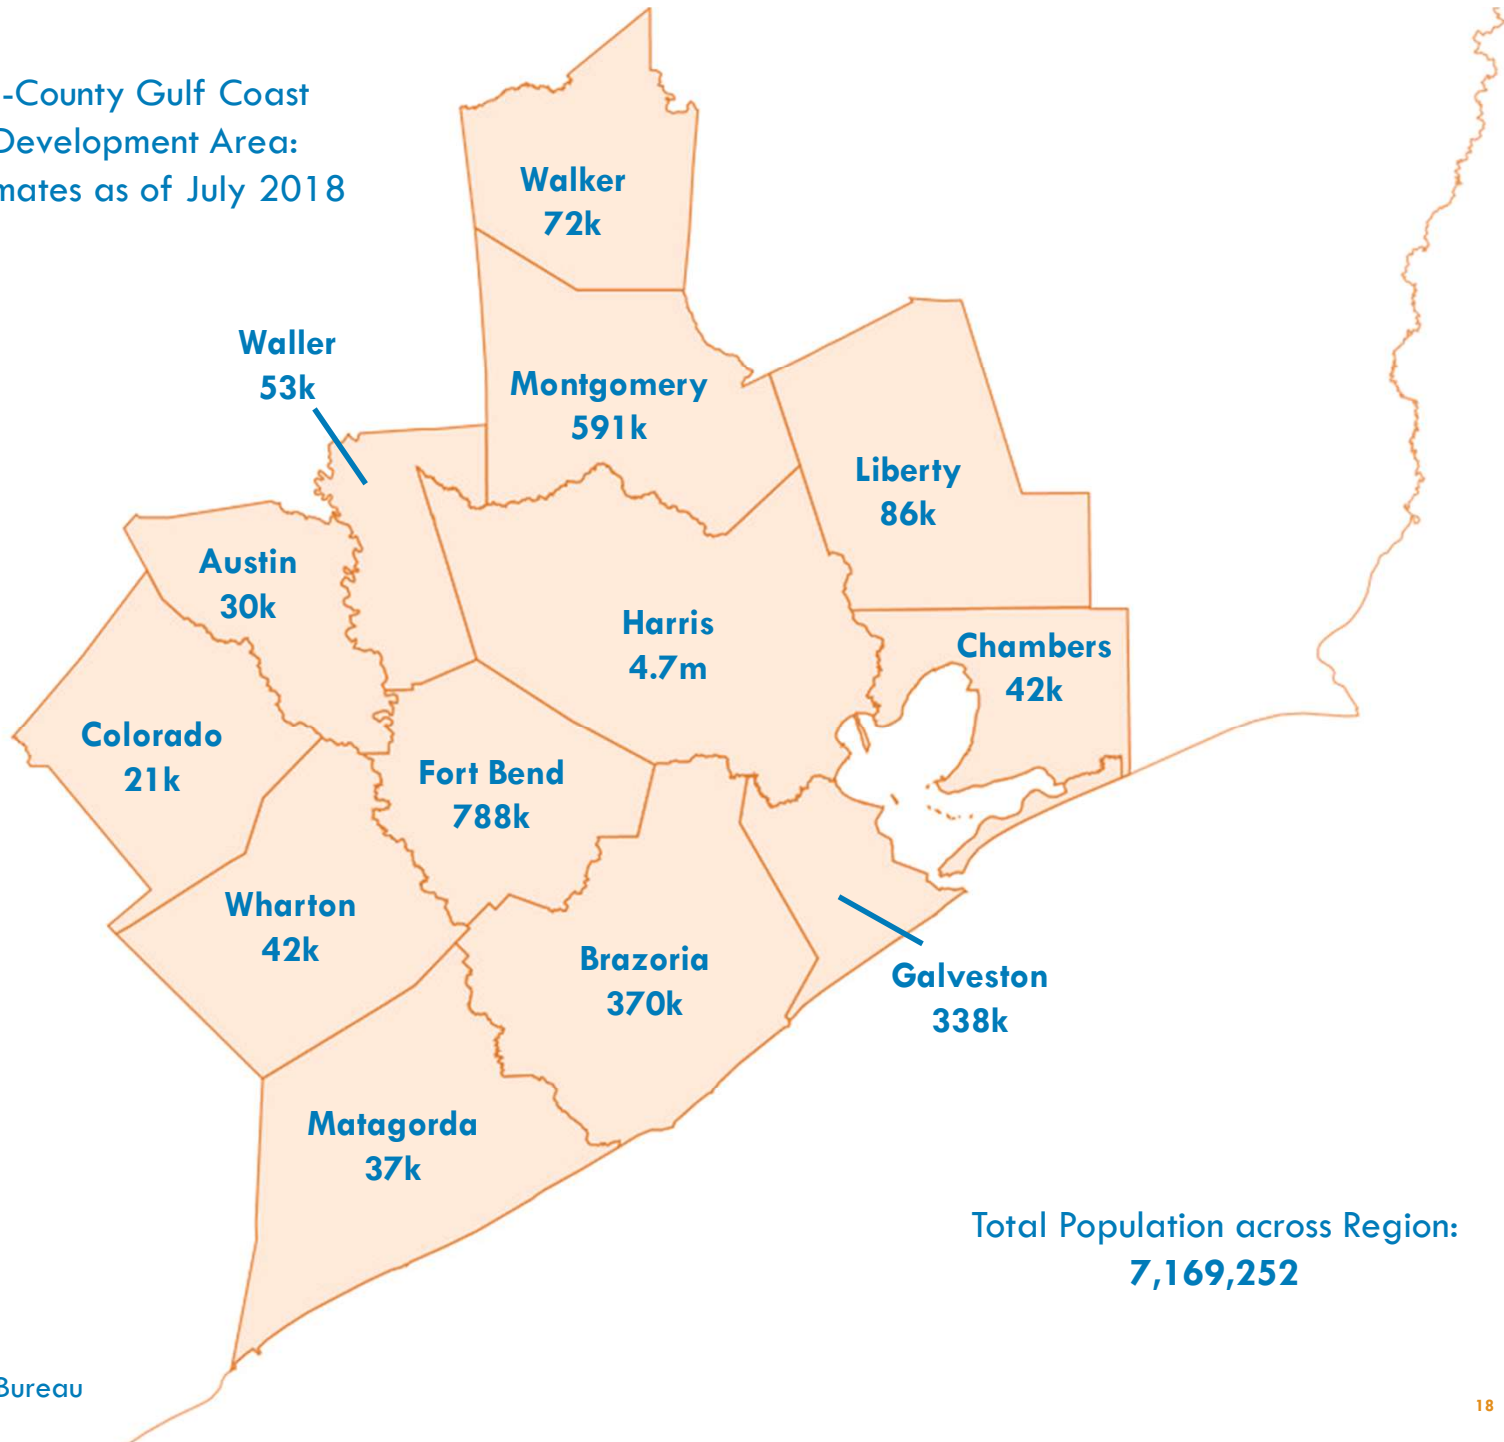 -County Gulf Coast
Development Area:
mates as of July 2018
Walker
72k
Waller
53k
Montgomery
591k
Liberty
86k
Austin
30k
Harris
4.7m
Chambers
42k
Colorado
21k
Fort Bend
788k
Wharton
42k
Brazoria
370k
Galveston
338k
Matagorda
37k
Total Population across Region:
7,169,252
Bureau
18